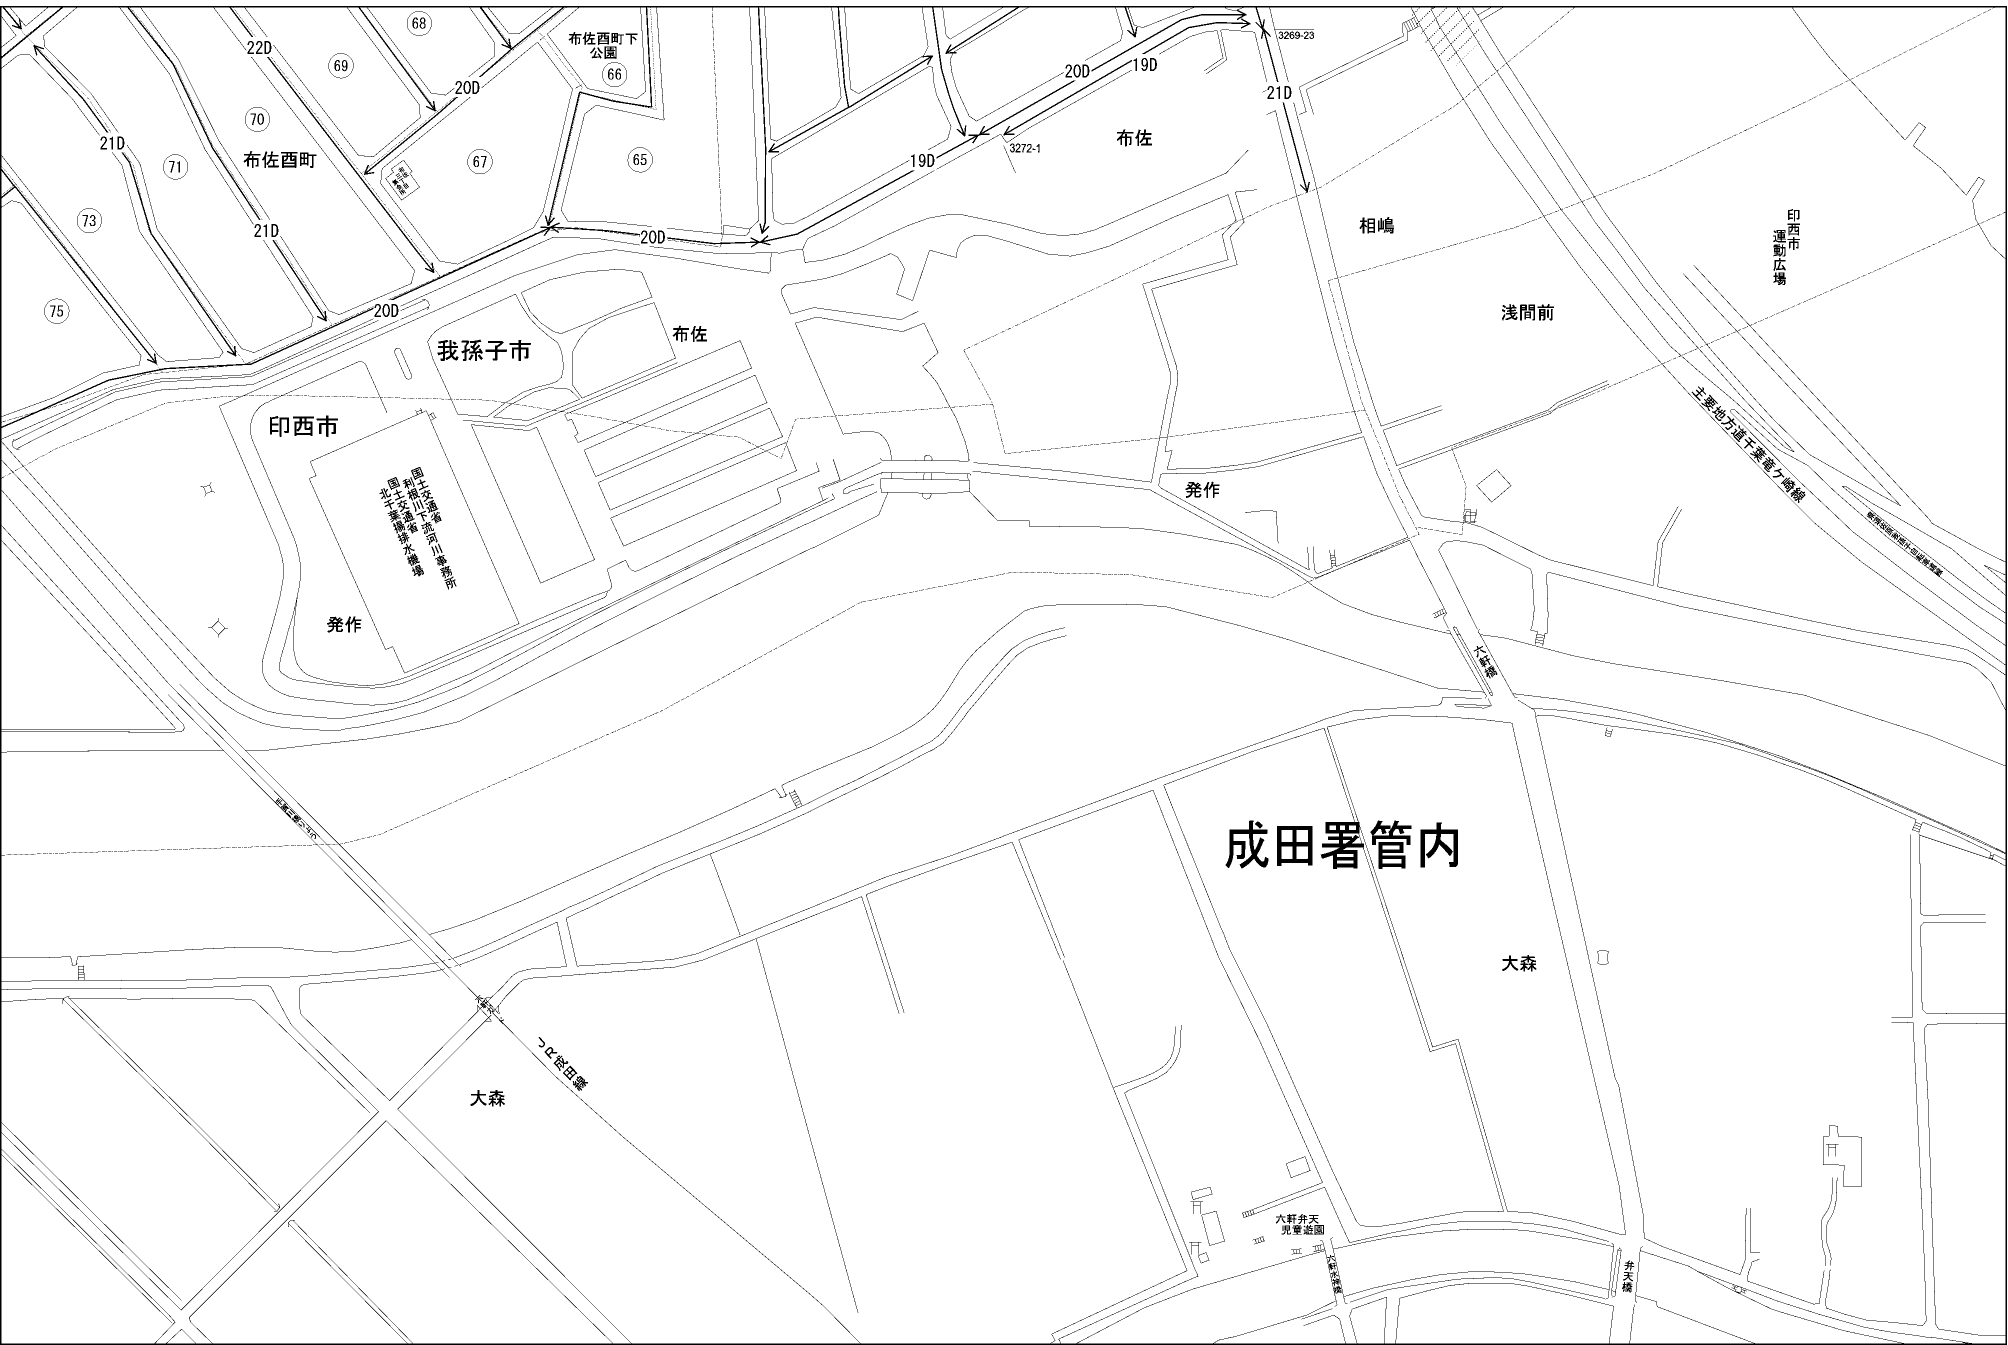 68
22D
布佐酉町下
公園
3269-23
69
66
20D
20D
19D
21D
70
21D
布佐
3272-1
布佐酉町
71
67
65
19D
73
21D
20D
相嶋
印西市
運動広場
75
20D
浅間前
布佐
我孫子市
印西市
主要地方道千葉竜ケ崎線
国土交通省
利根川下流河川事務所
国土交通省
北千葉揚排水機場
発作
発作
六軒橋
成田署管内
大森
JR成田線
大森
六軒弁天
児童遊園
弁天橋